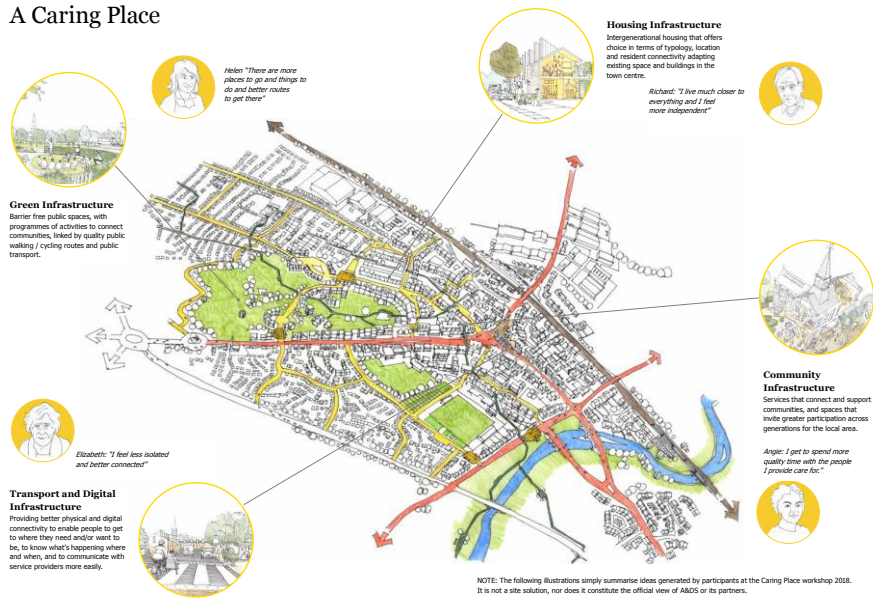 A Caring Place
Helen "There are more
places to go and things to
do and better routes
to get there"
Housing Infrastructure
Intergenerational housing that offers
choice in terms of typology, location
and resident connectivity adapting
existing space and buildings in the
town centre.
Richard: "I live much closer to
everything and I feel
more independent"
Green Infrastructure
Barrier free public spaces, with
programmes of activities to connect
communities, linked by quality public
walking / cycling routes and public
transport.
Community
Infrastructure
Services that connect and support
communities, and spaces that
invite greater participation across
generations for the local area.
Angie: I get to spend more
quality time with the people
I provide care for."
Elizabeth: "I feel less isolated
and better connected"
Transport and Digital
Infrastructure
Providing better physical and digital
connectivity to enable people to get
to where they need and/or want to
be, to know what's happening where
and when, and to communicate with
service providers more easily.
NOTE: The following illustrations simply summarise ideas generated by participants at the Caring Place workshop 2018.
It is not a site solution, nor does it constitute the official view of A&DS or its partners.